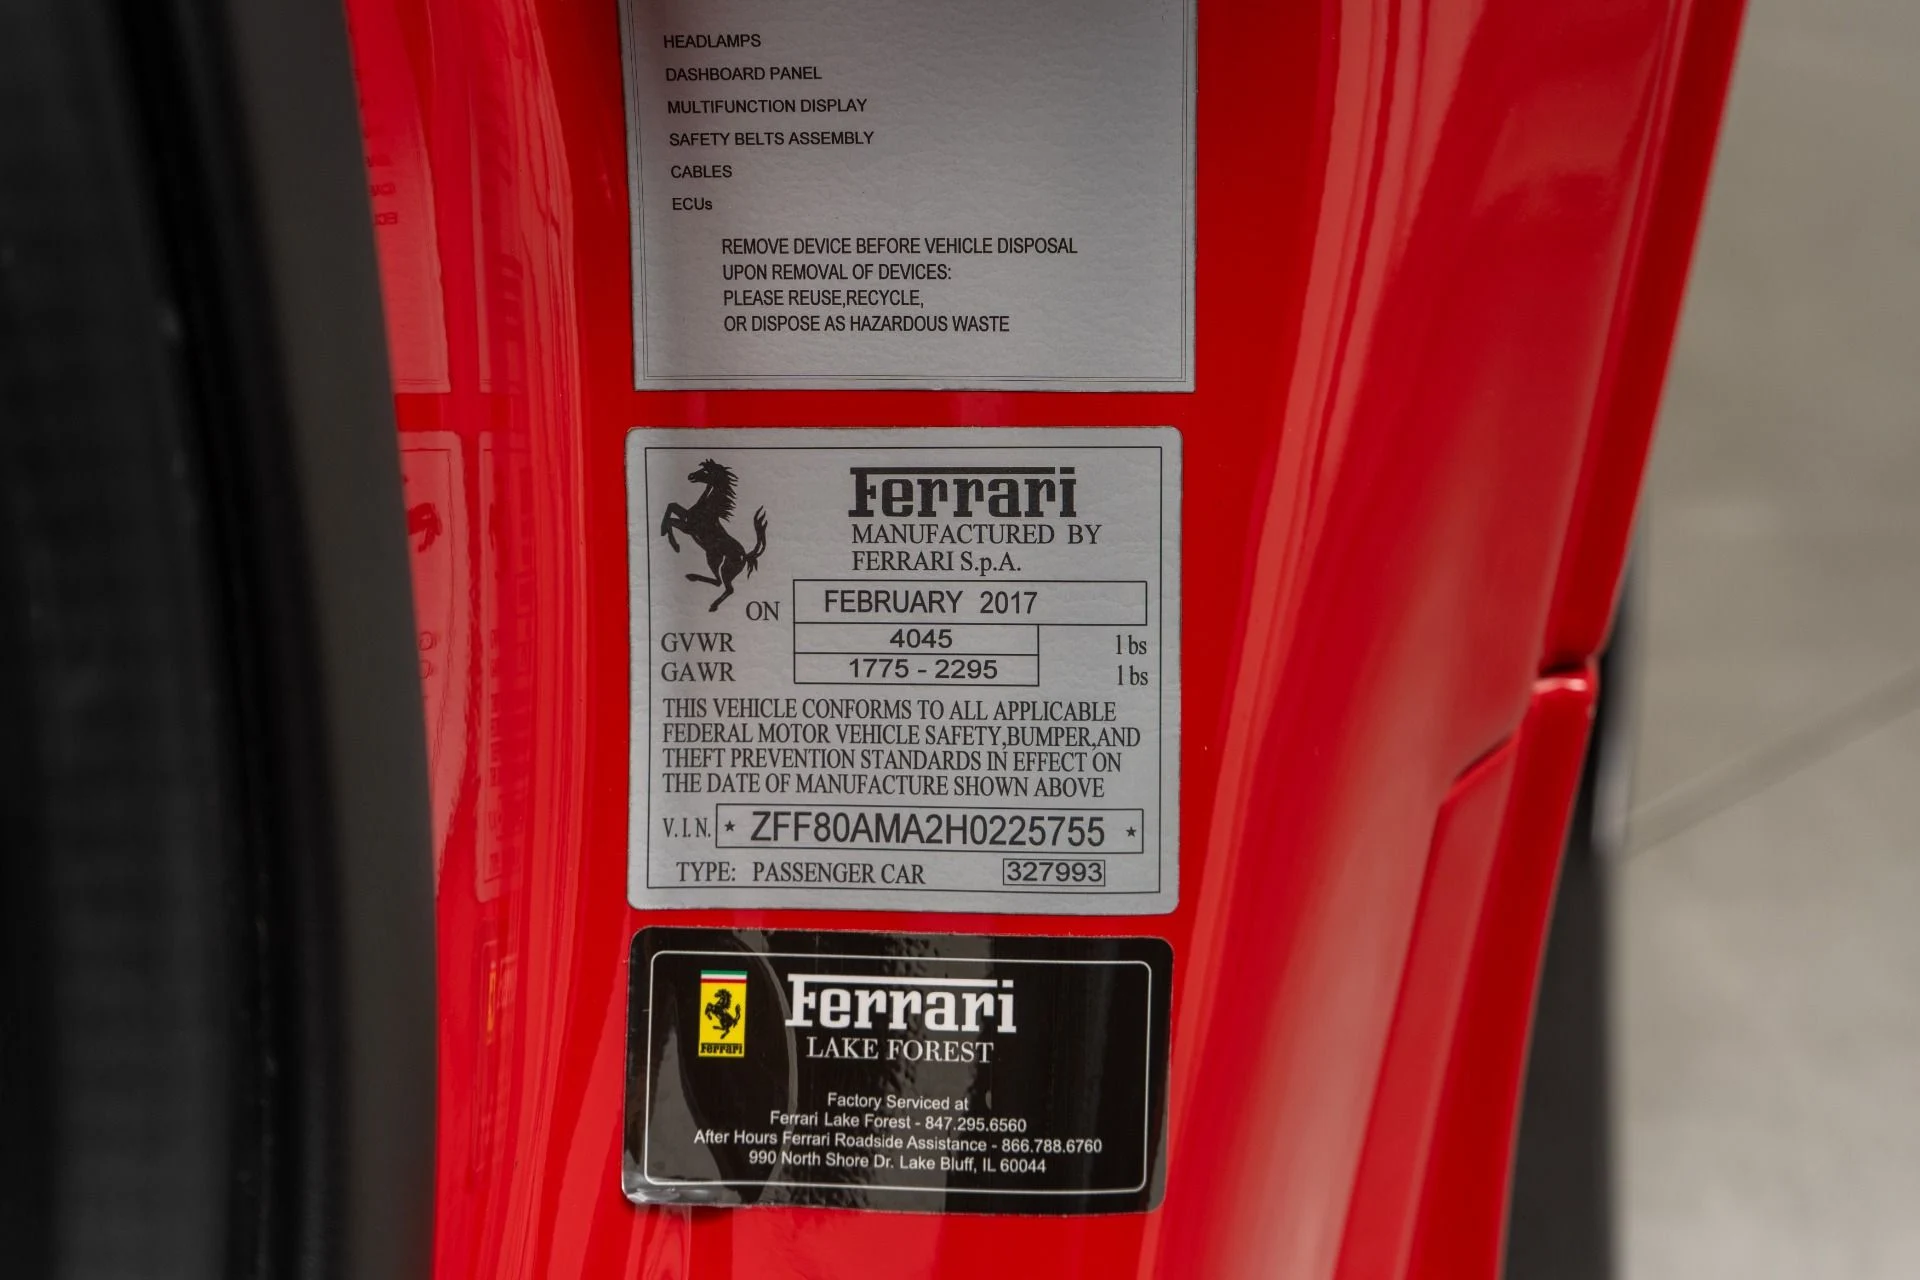 HEADLAMPS
DASHBOARD PANEL
MULTIFUNCTION DISPLAY
SAFETY BELTS ASSEMBLY
CABLES
ECUs
REMOVE DEVICE BEFORE VEHICLE DISPOSAL
UPON REMOVAL OF DEVICES:
PLEASE REUSE,RECYCLE,
OR DISPOSE AS HAZARDOUS WASTE
Ferrari
MANUFACTURED BY
FERRARI S.p.A.
ON FEBRUARY 2017
GVWR 4045 lbs
GAWR 1775 - 2295 lbs
THIS VEHICLE CONFORMS TO ALL APPLICABLE
FEDERAL MOTOR VEHICLE SAFETY,BUMPER,AND
THEFT PREVENTION STANDARDS IN EFFECT ON
THE DATE OF MANUFACTURE SHOWN ABOVE
V.I.N. * ZFF80AMA2H0225755 *
TYPE: PASSENGER CAR 327993
Ferrari
Ferrari
LAKE FOREST
Factory Serviced at
Ferrari Lake Forest - 847.295.6560
After Hours Ferrari Roadside Assistance - 866.788.6760
990 North Shore Dr. Lake Bluff, IL 60044